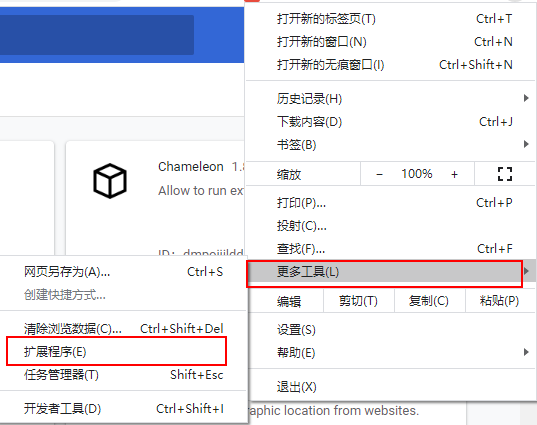 打开新的标签页(T) Ctrl+T
打开新的窗口(N) Ctrl+N
打开新的无痕窗口(I) Ctrl+Shift+N
历史记录(H)
下载内容(D) Ctrl+J
书签(B)
缩放 − 100% +
打印(P)... Ctrl+P
投射(C)...
查找(F)... Ctrl+F
更多工具(L)
编辑 剪切(T) 复制(C) 粘贴(P)
设置(S)
帮助(E)
退出(X)
Chameleon 1.8
Allow to run ex
ID：
网页另存为(A)... Ctrl+S
创建快捷方式...
清除浏览数据(C)... Ctrl+Shift+Del
扩展程序(E)
任务管理器(T) Shift+Esc
开发者工具(D) Ctrl+Shift+I
graphic location from websites.